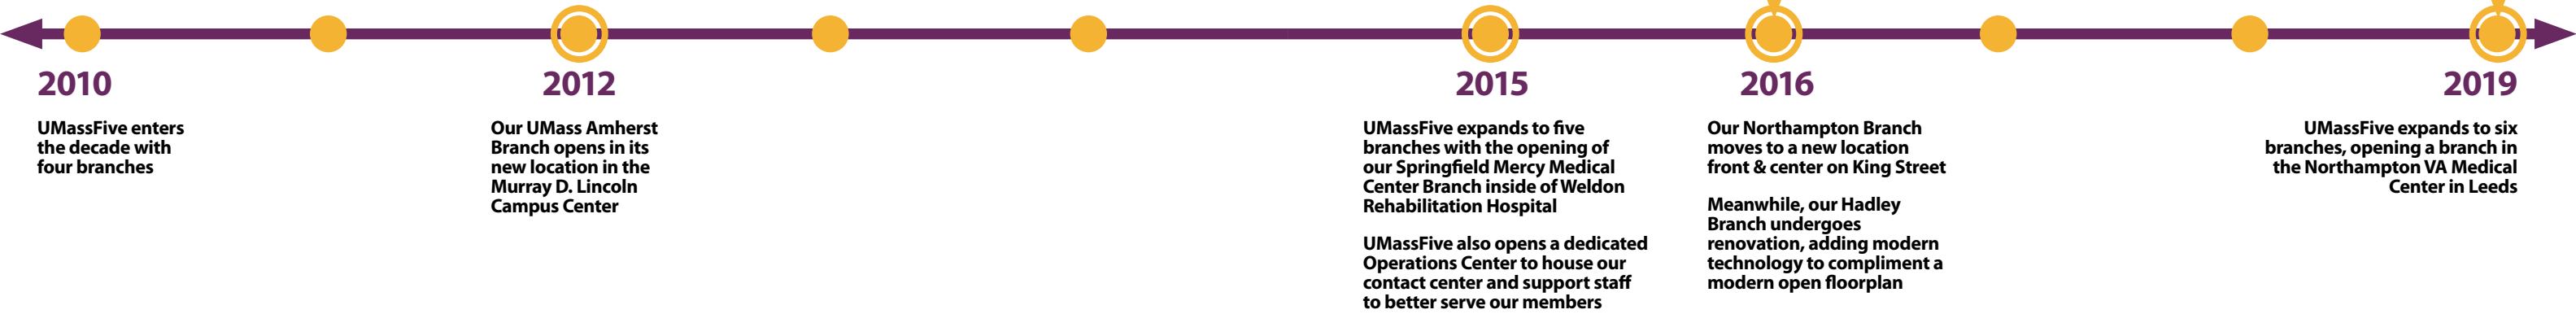 2010
UMassFive enters
the decade with
four branches
2012
Our UMass Amherst
Branch opens in its
new location in the
Murray D. Lincoln
Campus Center
2015
UMassFive expands to five
branches with the opening of
our Springfield Mercy Medical
Center Branch inside of Weldon
Rehabilitation Hospital
UMassFive also opens a dedicated
Operations Center to house our
contact center and support staff
to better serve our members
2016
Our Northampton Branch
moves to a new location
front & center on King Street
Meanwhile, our Hadley
Branch undergoes
renovation, adding modern
technology to compliment a
modern open floorplan
2019
UMassFive expands to six
branches, opening a branch in
the Northampton VA Medical
Center in Leeds